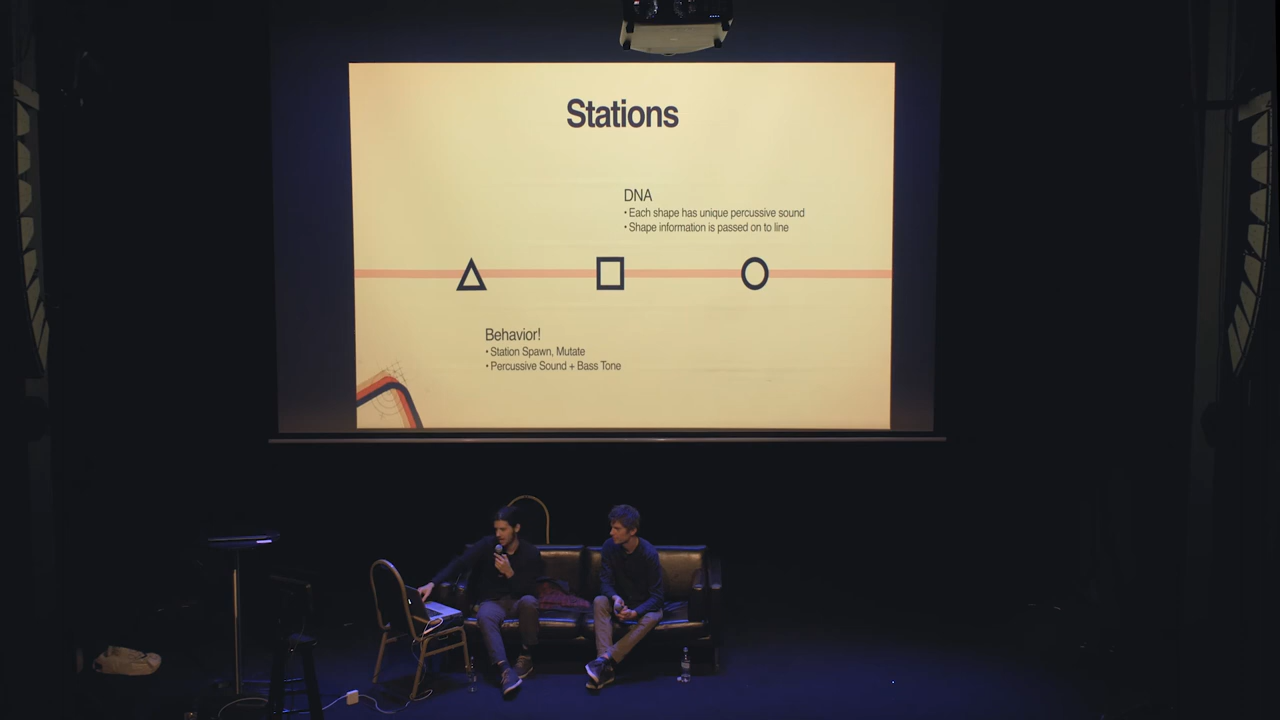 Stations
DNA
• Each shape has unique percussive sound
• Shape information is passed on to line
Behavior!
• Station Spawn, Mutate
• Percussive Sound + Bass Tone